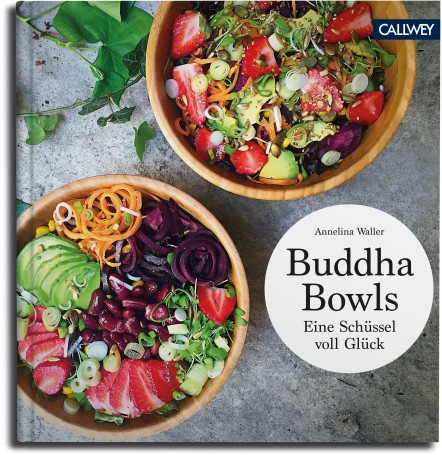 CALLWEY
Annelina Waller
Buddha
Bowls
Eine Schüssel
voll Glück